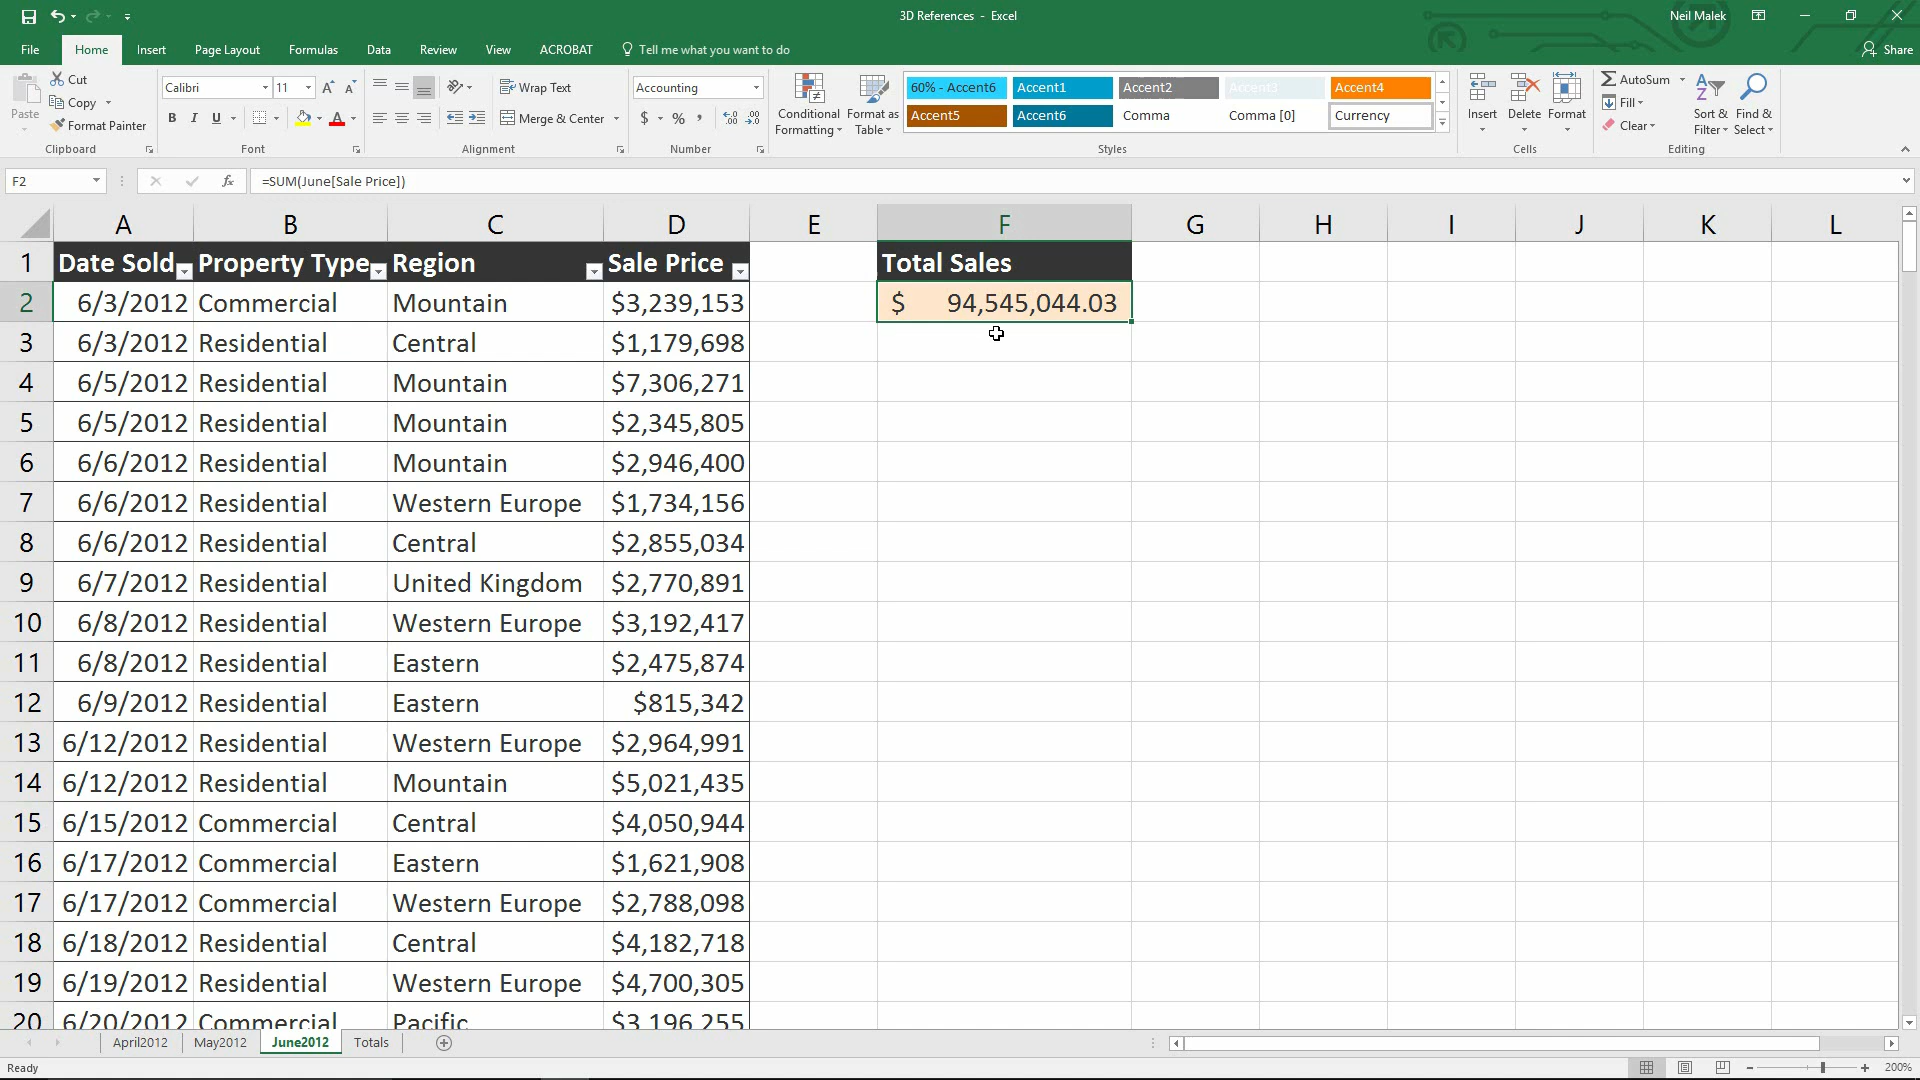 3D References - Excel
Neil Malek
File Home Insert Page Layout Formulas Data Review View ACROBAT Tell me what you want to do Share
Paste
Cut
Copy
Format Painter
Clipboard
Calibri 11 A A
B I U A
Font
Wrap Text
Merge & Center
Alignment
Accounting
$ % ,
Number
Conditional Formatting
Format as Table
60% - Accent6 Accent1 Accent2 Accent3 Accent4
Accent5 Accent6 Comma Comma [0] Currency
Styles
Insert Delete Format
Cells
AutoSum
Fill
Clear
Sort & Filter
Find & Select
Editing
F2 fx =SUM(June[Sale Price])
A B C D E F G H I J K L
1 Date Sold Property Type Region Sale Price Total Sales
2 6/3/2012 Commercial Mountain $3,239,153 $ 94,545,044.03
3 6/3/2012 Residential Central $1,179,698
4 6/5/2012 Residential Mountain $7,306,271
5 6/5/2012 Residential Mountain $2,345,805
6 6/6/2012 Residential Mountain $2,946,400
7 6/6/2012 Residential Western Europe $1,734,156
8 6/6/2012 Residential Central $2,855,034
9 6/7/2012 Residential United Kingdom $2,770,891
10 6/8/2012 Residential Western Europe $3,192,417
11 6/8/2012 Residential Eastern $2,475,874
12 6/9/2012 Residential Eastern $815,342
13 6/12/2012 Residential Western Europe $2,964,991
14 6/12/2012 Residential Mountain $5,021,435
15 6/15/2012 Commercial Central $4,050,944
16 6/17/2012 Commercial Eastern $1,621,908
17 6/17/2012 Commercial Western Europe $2,788,098
18 6/18/2012 Residential Central $4,182,718
19 6/19/2012 Residential Western Europe $4,700,305
20 6/20/2012 Commercial Pacific $3,196,255
April2012 May2012 June2012 Totals
Ready
200%